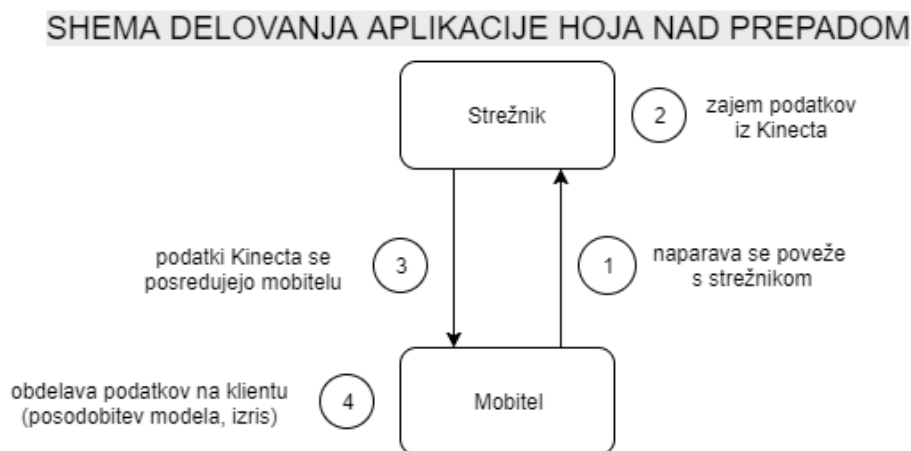 SHEMA DELOVANJA APLIKACIJE HOJA NAD PREPADOM
Strežnik
2
zajem podatkov
iz Kinecta
podatki Kinecta se
posredujejo mobitelu
3
1
naparava se poveže
s strežnikom
obdelava podatkov na klientu
(posodobitev modela, izris)
4
Mobitel